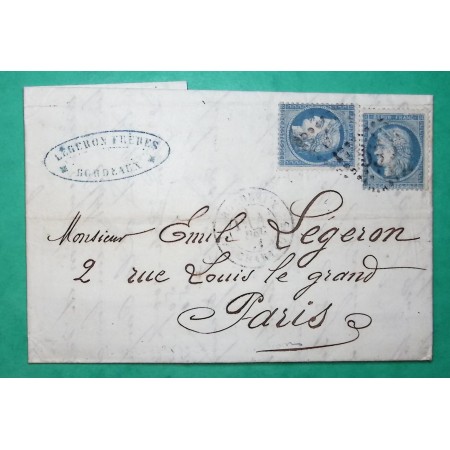 LÉGERON FRÈRES
BORDEAUX
Monsieur Emile Légeron
2 rue Louis le grand
Paris